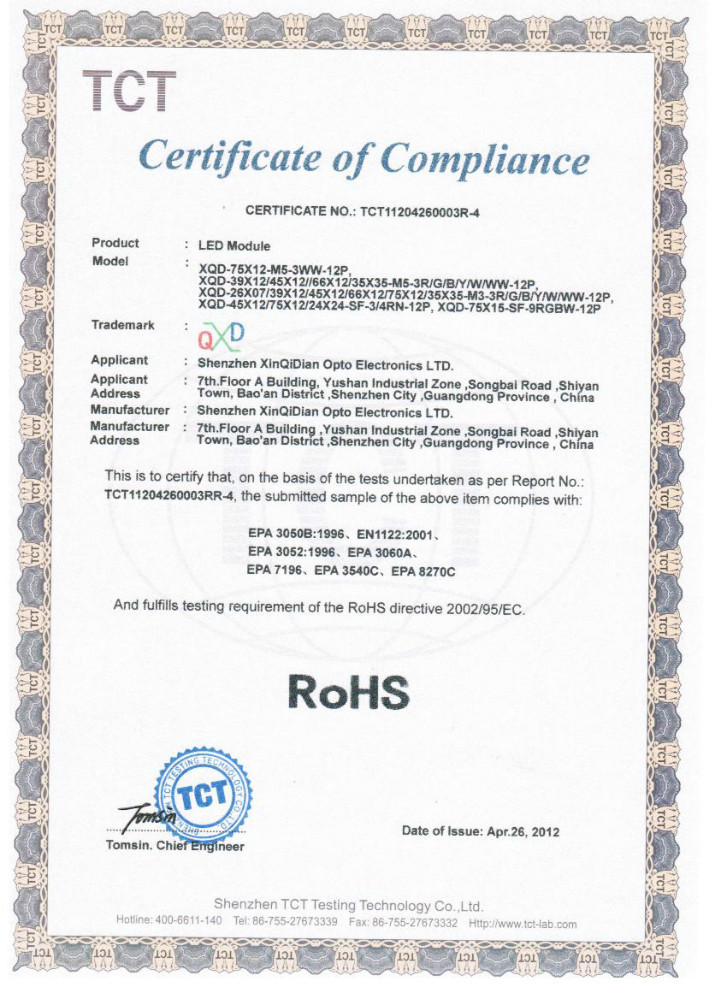 TCT
Certificate of Compliance
CERTIFICATE NO.: TCT11204260003R-4
Product : LED Module
Model : XQD-75X12-M5-3WW-12P,
XQD-39X12/45X12//66X12/35X35-M5-3R/G/B/Y/W/WW-12P,
XQD-26X07/39X12/45X12/66X12/75X12/35X35-M3-3R/G/B/Y/W/WW-12P,
XQD-45X12/75X12/24X24-SF-3/4RN-12P, XQD-75X15-SF-9RGBW-12P
Trademark : QXD
Applicant : Shenzhen XinQiDian Opto Electronics LTD.
Applicant Address : 7th.Floor A Building, Yushan Industrial Zone ,Songbai Road ,Shiyan
Town, Bao'an District ,Shenzhen City ,Guangdong Province , China
Manufacturer : Shenzhen XinQiDian Opto Electronics LTD.
Manufacturer Address : 7th.Floor A Building ,Yushan Industrial Zone ,Songbai Road ,Shiyan
Town, Bao'an District ,Shenzhen City ,Guangdong Province , China
This is to certify that, on the basis of the tests undertaken as per Report No.:
TCT11204260003RR-4, the submitted sample of the above item complies with:
EPA 3050B:1996、EN1122:2001、
EPA 3052:1996、EPA 3060A、
EPA 7196、EPA 3540C、EPA 8270C
And fulfills testing requirement of the RoHS directive 2002/95/EC.
RoHS
TCT
Tomsin
Tomsin. Chief Engineer
Date of Issue: Apr.26, 2012
Shenzhen TCT Testing Technology Co.,Ltd.
Hotline: 400-6611-140 Tel: 86-755-27673339 Fax: 86-755-27673332 Http://www.tct-lab.com